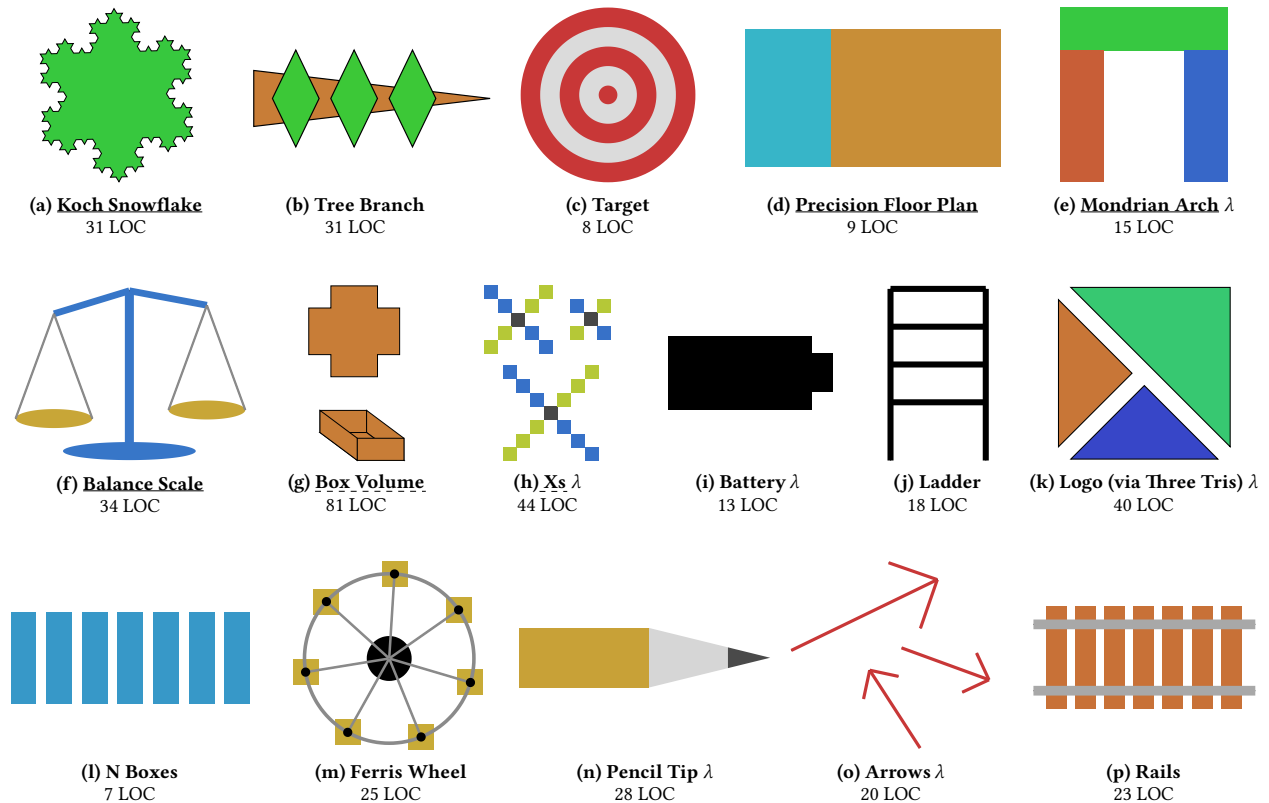 (a) Koch Snowflake
31 LOC
(b) Tree Branch
31 LOC
(c) Target
8 LOC
(d) Precision Floor Plan
9 LOC
(e) Mondrian Arch λ
15 LOC
(f) Balance Scale
34 LOC
(g) Box Volume
81 LOC
(h) Xs λ
44 LOC
(i) Battery λ
13 LOC
(j) Ladder
18 LOC
(k) Logo (via Three Tris) λ
40 LOC
(l) N Boxes
7 LOC
(m) Ferris Wheel
25 LOC
(n) Pencil Tip λ
28 LOC
(o) Arrows λ
20 LOC
(p) Rails
23 LOC